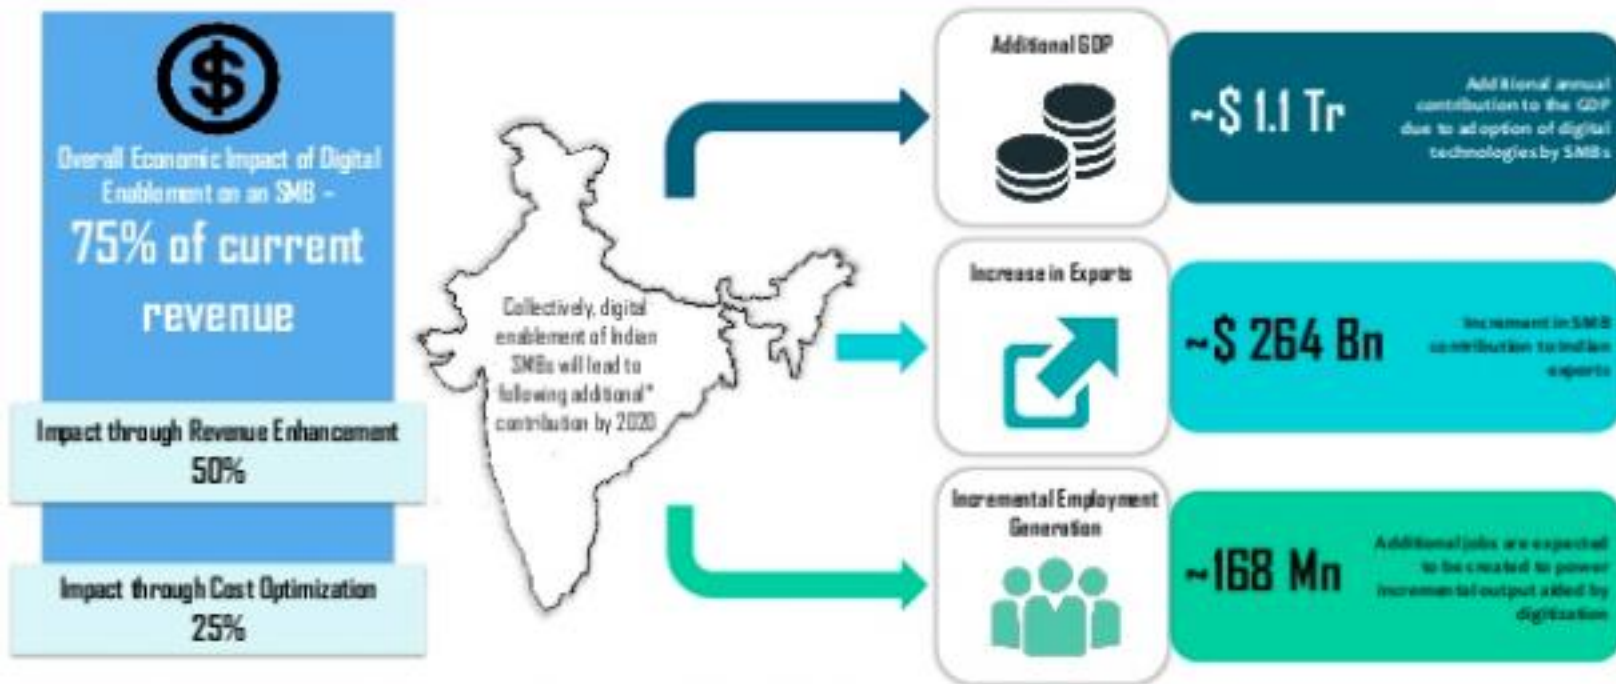 $
Overall Economic Impact of Digital
Enablement on an SMB –
75% of current
revenue
Impact through Revenue Enhancement
50%
Impact through Cost Optimization
25%
Collectively, digital
enablement of Indian
SMBs will lead to
following additional*
contribution by 2020
Additional GDP
~$ 1.1 Tr
Additional annual
contribution to the GDP
due to adoption of digital
technologies by SMBs
Increase in Exports
~$ 264 Bn
Increment in SMB
contribution to Indian
exports
Incremental Employment
Generation
~168 Mn
Additional jobs are expected
to be created to power
incremental output aided by
digitization